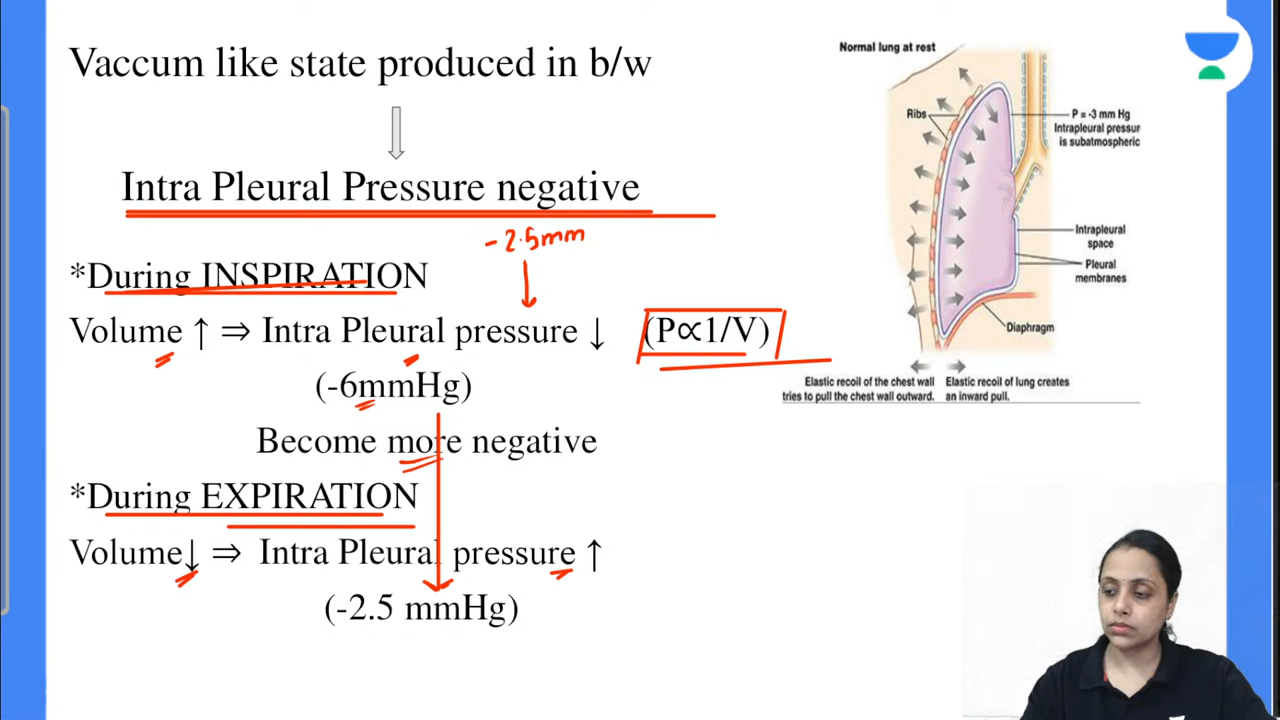 Vaccum like state produced in b/w
Intra Pleural Pressure negative
-2.5mm
*During INSPIRATION
Volume ↑ ⇒ Intra Pleural pressure ↓ (P∝1/V)
(-6mmHg)
Become more negative
*During EXPIRATION
Volume↓ ⇒ Intra Pleural pressure ↑
(-2.5 mmHg)
Normal lung at rest
Ribs
P = -3 mm Hg
Intrapleural pressur
is subatmospheric
Intrapleural
space
Pleural
membranes
Diaphragm
Elastic recoil of the chest wall
tries to pull the chest wall outward.
Elastic recoil of lung creates
an inward pull.